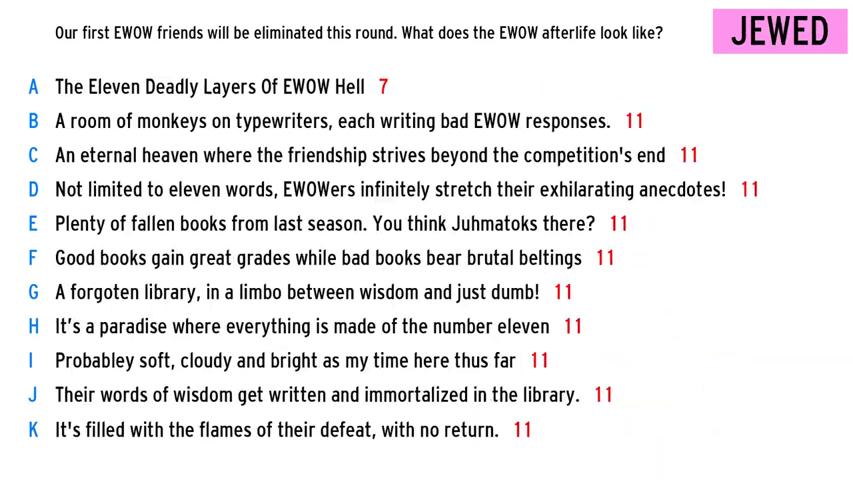 Our first EWOW friends will be eliminated this round. What does the EWOW afterlife look like?
JEWED
A The Eleven Deadly Layers Of EWOW Hell 7
B A room of monkeys on typewriters, each writing bad EWOW responses. 11
C An eternal heaven where the friendship strives beyond the competition's end 11
D Not limited to eleven words, EWOWers infinitely stretch their exhilarating anecdotes! 11
E Plenty of fallen books from last season. You think Juhmatoks there? 11
F Good books gain great grades while bad books bear brutal beltings 11
G A forgoten library, in a limbo between wisdom and just dumb! 11
H It’s a paradise where everything is made of the number eleven 11
I Probabley soft, cloudy and bright as my time here thus far 11
J Their words of wisdom get written and immortalized in the library. 11
K It's filled with the flames of their defeat, with no return. 11